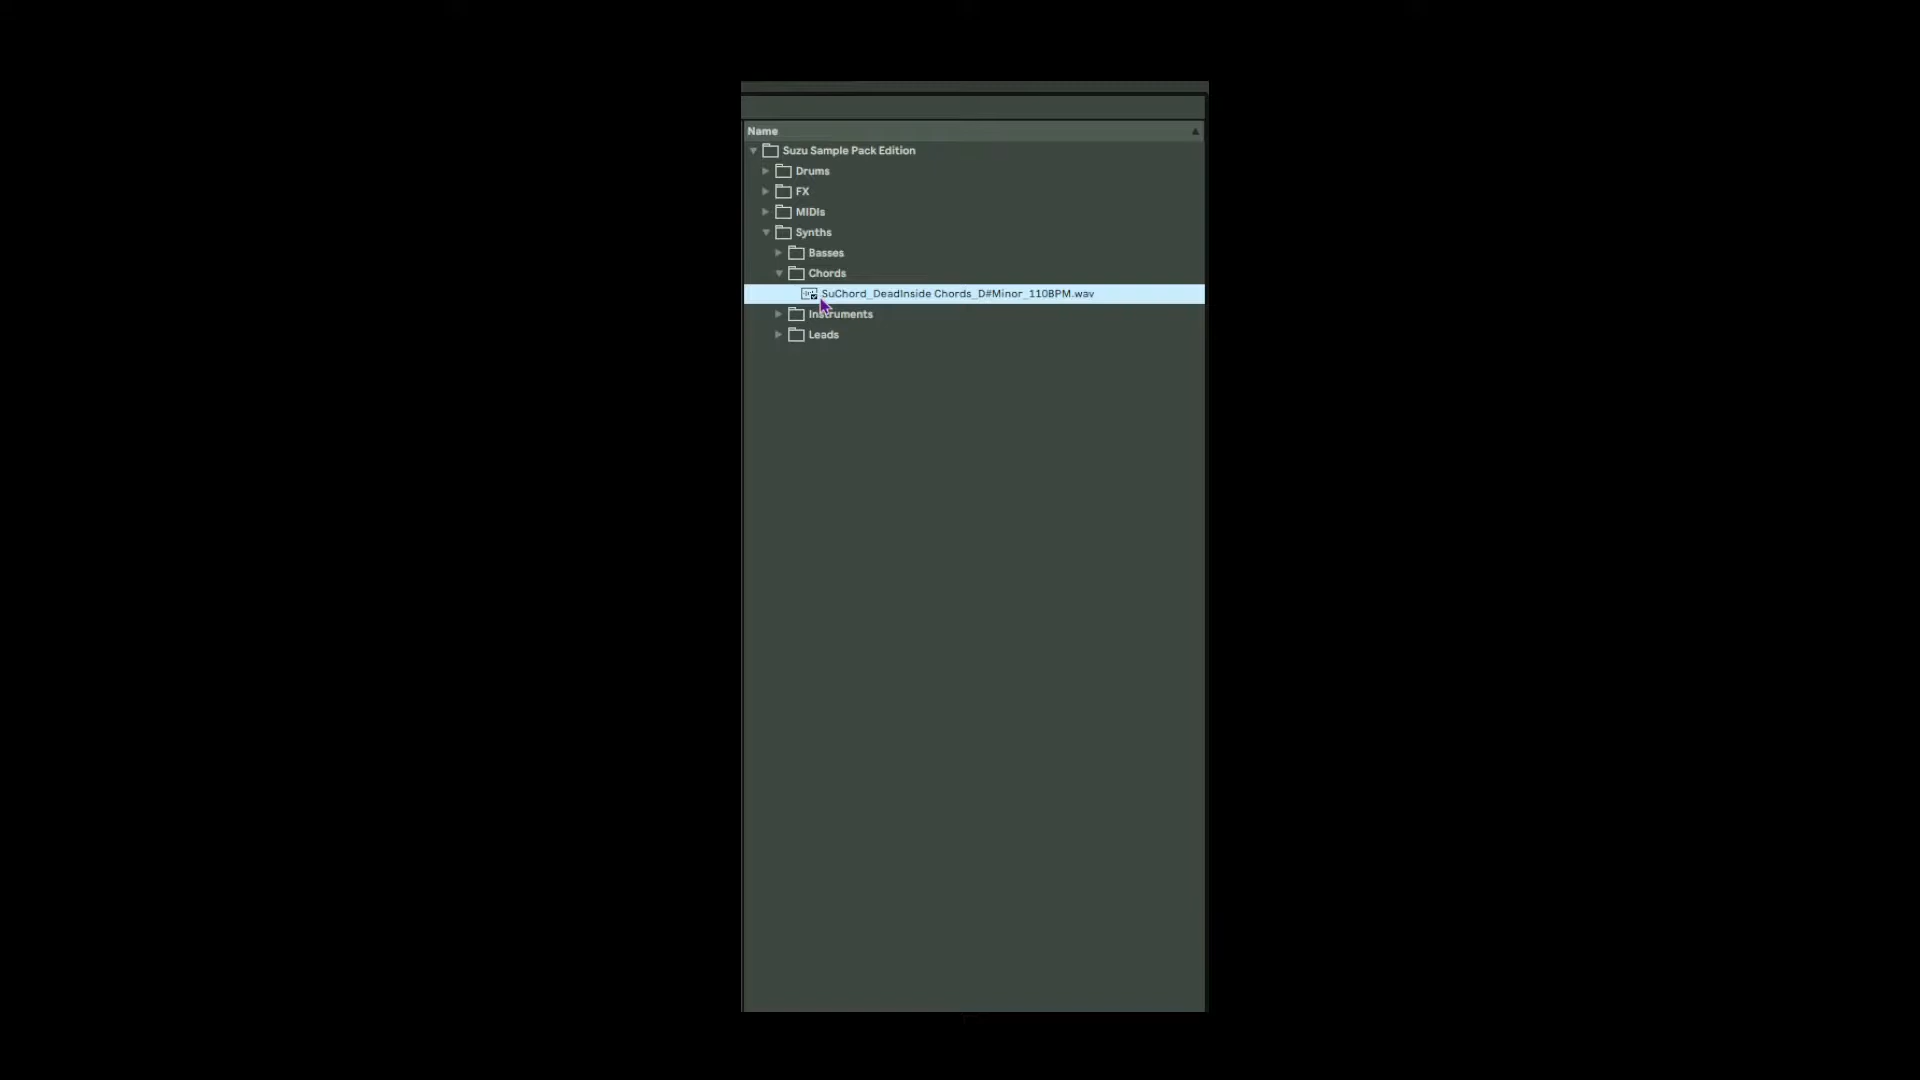 Name
Suzu Sample Pack Edition
Drums
FX
MIDIs
Synths
Basses
Chords
SuChord_DeadInside Chords_D#Minor_110BPM.wav
Instruments
Leads